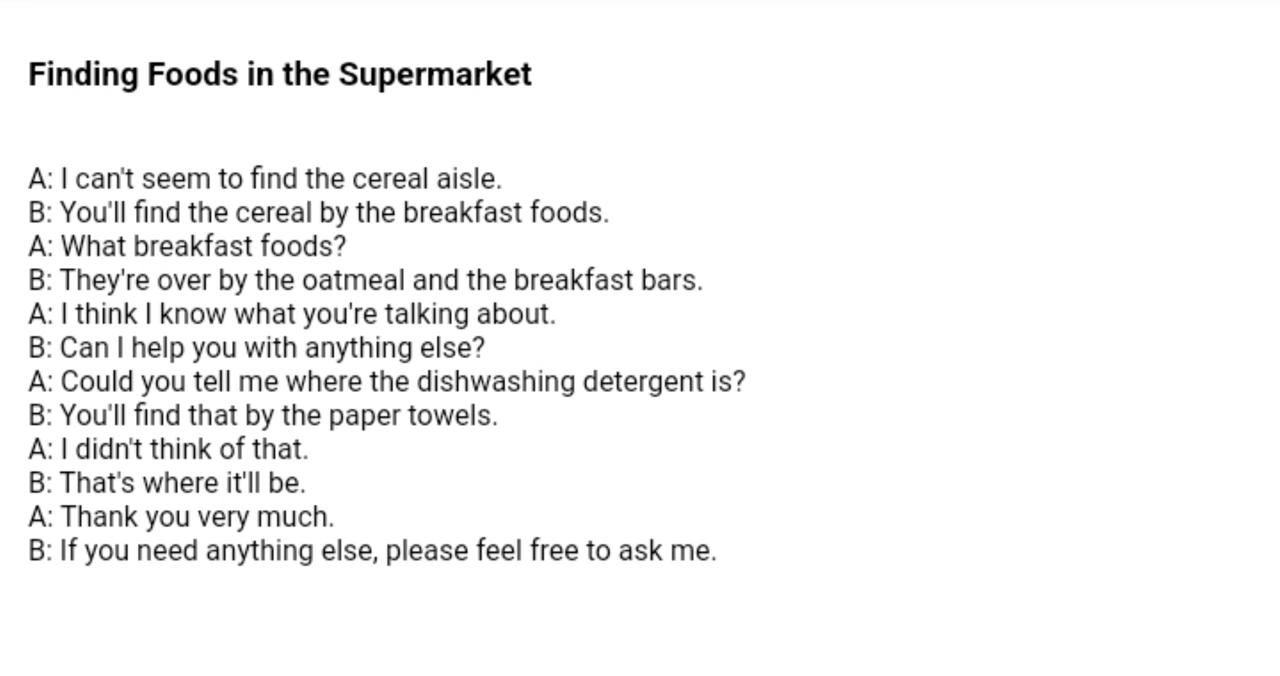 Finding Foods in the Supermarket
A: I can't seem to find the cereal aisle.
B: You'll find the cereal by the breakfast foods.
A: What breakfast foods?
B: They're over by the oatmeal and the breakfast bars.
A: I think I know what you're talking about.
B: Can I help you with anything else?
A: Could you tell me where the dishwashing detergent is?
B: You'll find that by the paper towels.
A: I didn't think of that.
B: That's where it'll be.
A: Thank you very much.
B: If you need anything else, please feel free to ask me.